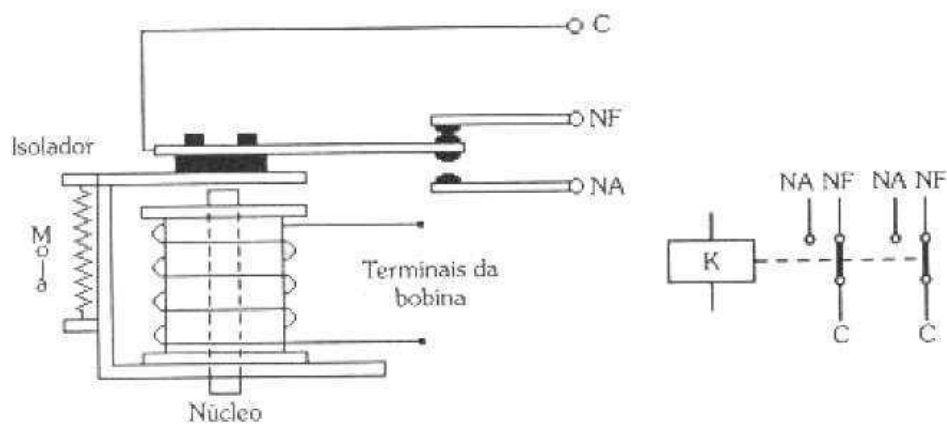 C
NF
Isolador
NA
NA NF NA NF
Mola
Terminais da
bobina
K
C C
Núcleo